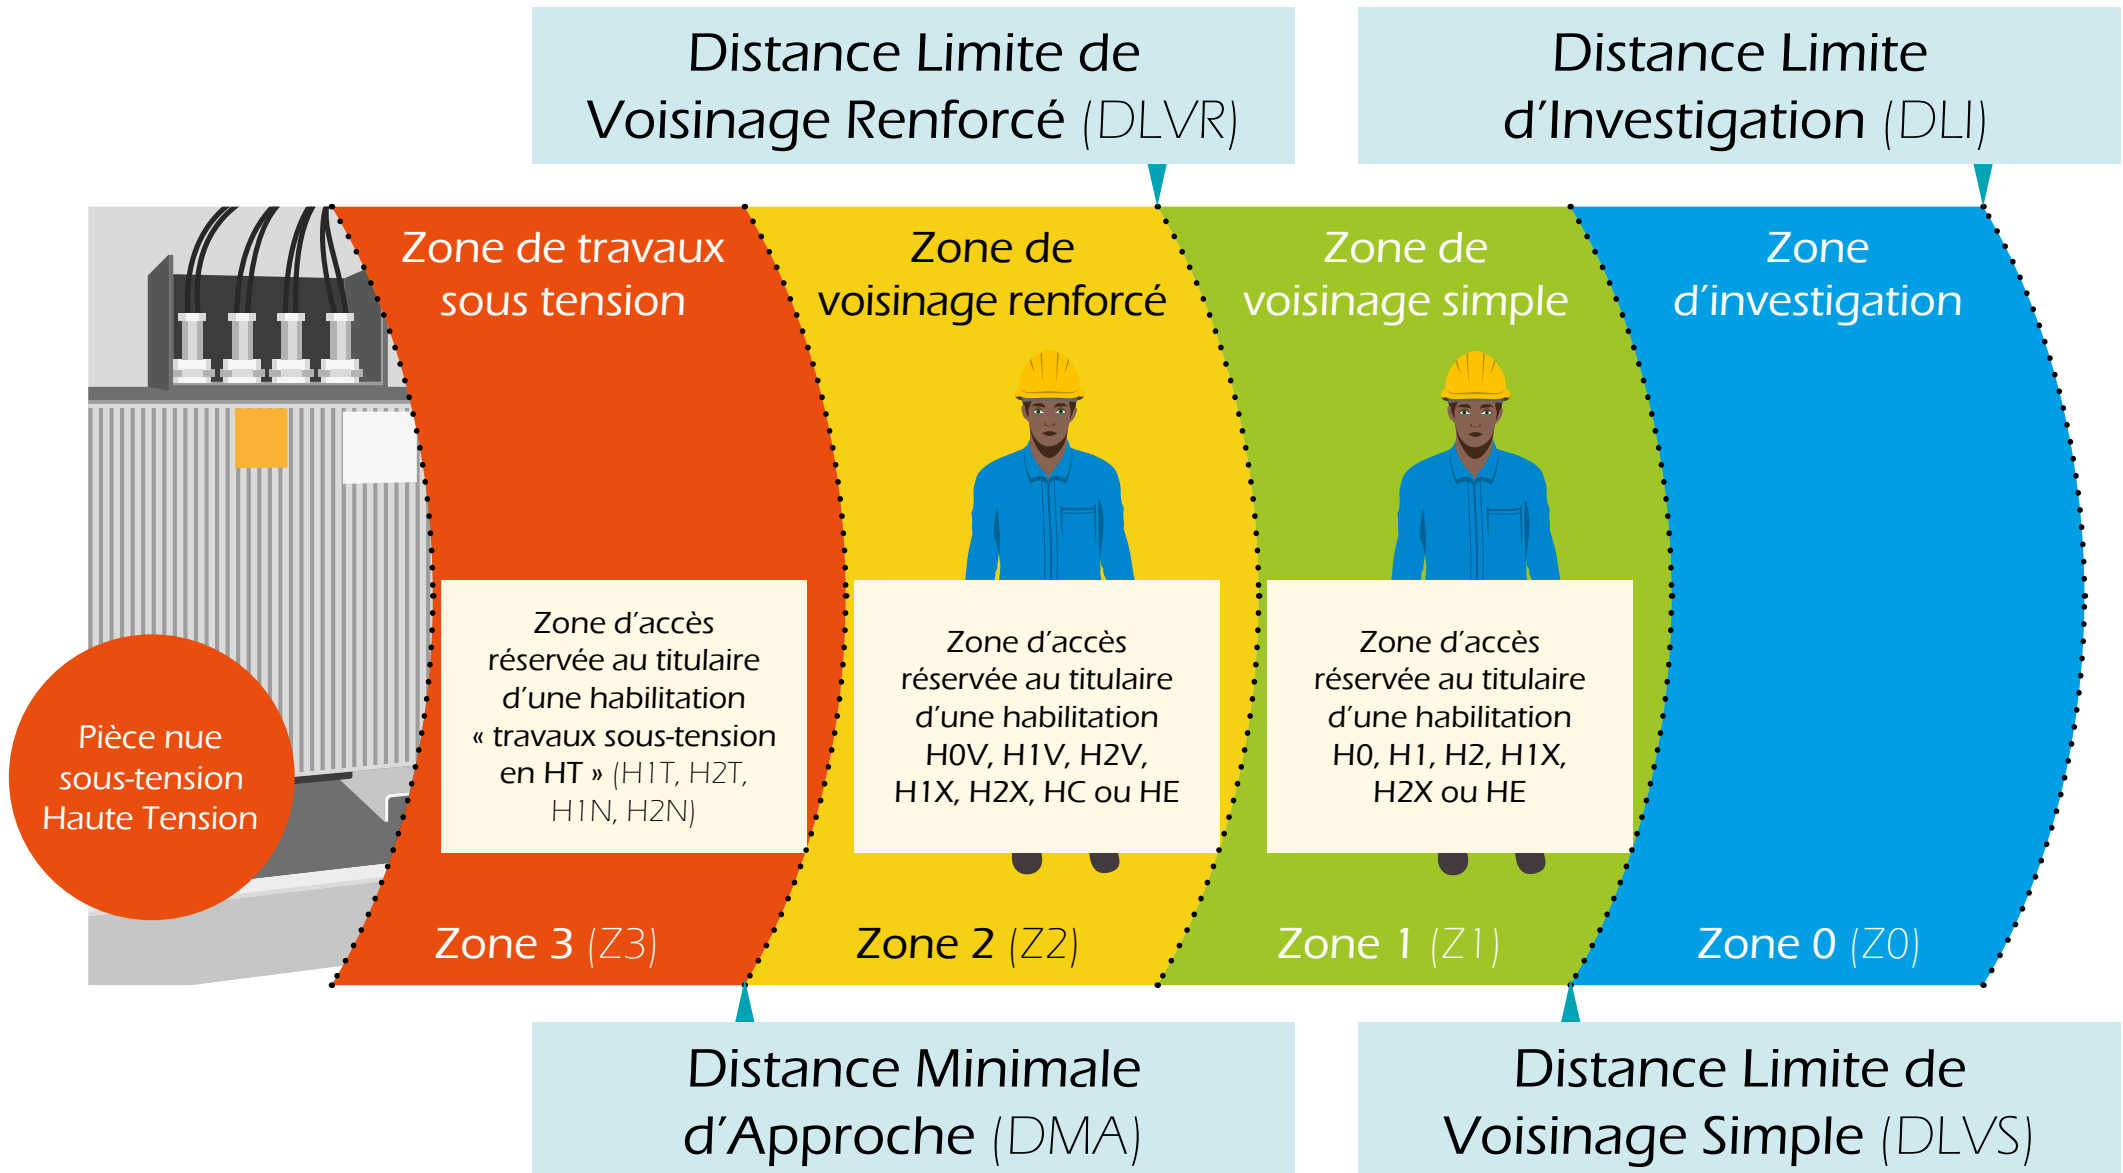 Distance Limite de
Voisinage Renforcé (DLVR)
Distance Limite
d’Investigation (DLI)
Zone de travaux
sous tension
Zone de
voisinage renforcé
Zone de
voisinage simple
Zone
d’investigation
Pièce nue
sous-tension
Haute Tension
Zone d’accès
réservée au titulaire
d’une habilitation
« travaux sous-tension
en HT » (H1T, H2T,
H1N, H2N)
Zone d’accès
réservée au titulaire
d’une habilitation
H0V, H1V, H2V,
H1X, H2X, HC ou HE
Zone d’accès
réservée au titulaire
d’une habilitation
H0, H1, H2, H1X,
H2X ou HE
Zone 3 (Z3)
Zone 2 (Z2)
Zone 1 (Z1)
Zone 0 (Z0)
Distance Minimale
d’Approche (DMA)
Distance Limite de
Voisinage Simple (DLVS)